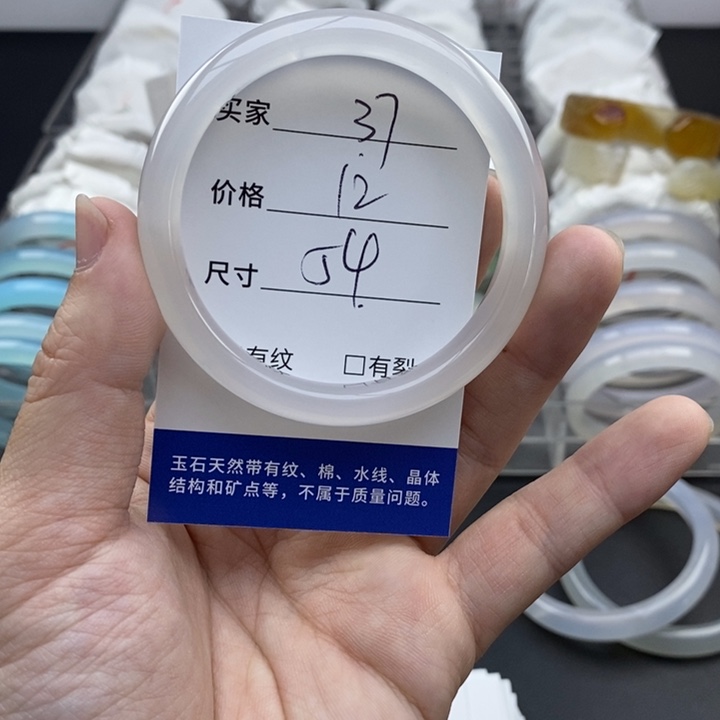 买家 37
价格 12
尺寸 54
有纹 □有裂
玉石天然带有纹、棉、水线、晶体
结构和矿点等，不属于质量问题。